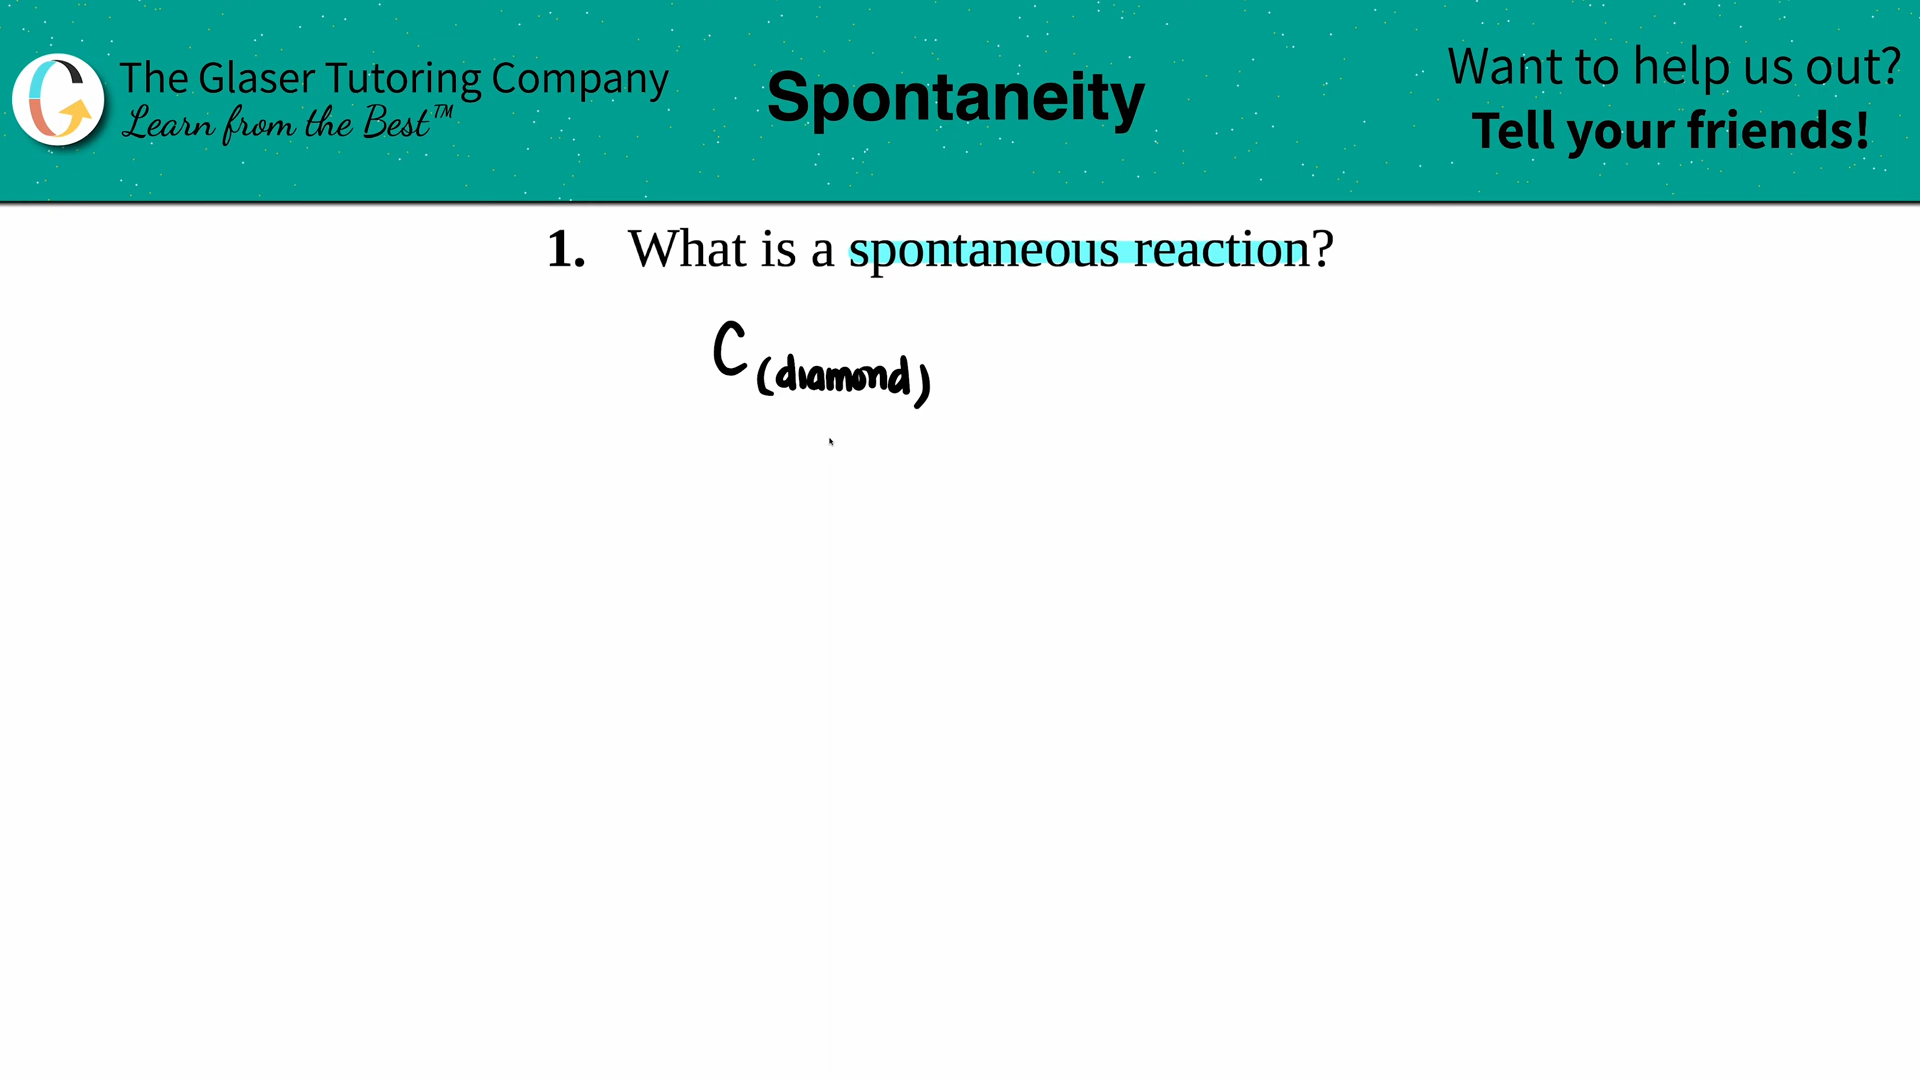 The Glaser Tutoring Company
Learn from the Best™
Spontaneity
Want to help us out?
Tell your friends!
1. What is a spontaneous reaction?
C (diamond)